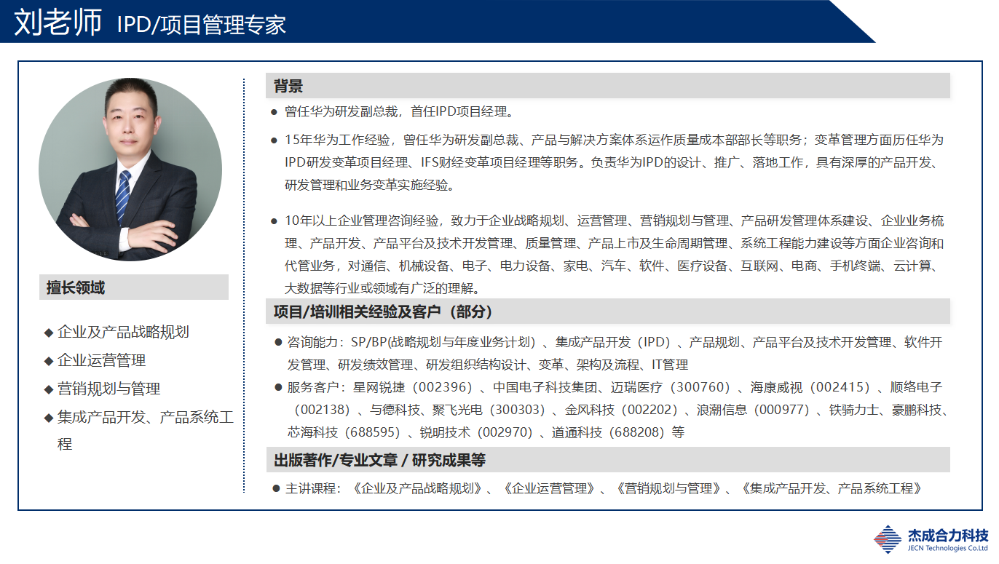 刘老师 IPD/项目管理专家
擅长领域
◆ 企业及产品战略规划
◆ 企业运营管理
◆ 营销规划与管理
◆ 集成产品开发、产品系统工
程
背景
● 曾任华为研发副总裁，首任IPD项目经理。
● 15年华为工作经验，曾任华为研发副总裁、产品与解决方案体系运作质量成本部部长等职务；变革管理方面历任华为
IPD研发变革项目经理、IFS财经变革项目经理等职务。负责华为IPD的设计、推广、落地工作，具有深厚的产品开发、
研发管理和业务变革实施经验。
● 10年以上企业管理咨询经验，致力于企业战略规划、运营管理、营销规划与管理、产品研发管理体系建设、企业业务梳
理、产品开发、产品平台及技术开发管理、质量管理、产品上市及生命周期管理、系统工程能力建设等方面企业咨询和
代管业务，对通信、机械设备、电子、电力设备、家电、汽车、软件、医疗设备、互联网、电商、手机终端、云计算、
大数据等行业或领域有广泛的理解。
项目/培训相关经验及客户（部分）
● 咨询能力：SP/BP(战略规划与年度业务计划）、集成产品开发（IPD）、产品规划、产品平台及技术开发管理、软件开
发管理、研发绩效管理、研发组织结构设计、变革、架构及流程、IT管理
● 服务客户：星网锐捷（002396）、中国电子科技集团、迈瑞医疗（300760）、海康威视（002415）、顺络电子
（002138）、与德科技、聚飞光电（300303）、金风科技（002202）、浪潮信息（000977）、铁骑力士、豪鹏科技、
芯海科技（688595）、锐明技术（002970）、道通科技（688208）等
出版著作/专业文章 / 研究成果等
● 主讲课程：《企业及产品战略规划》、《企业运营管理》、《营销规划与管理》、《集成产品开发、产品系统工程》
杰成合力科技
JECN Technologies Co.Ltd